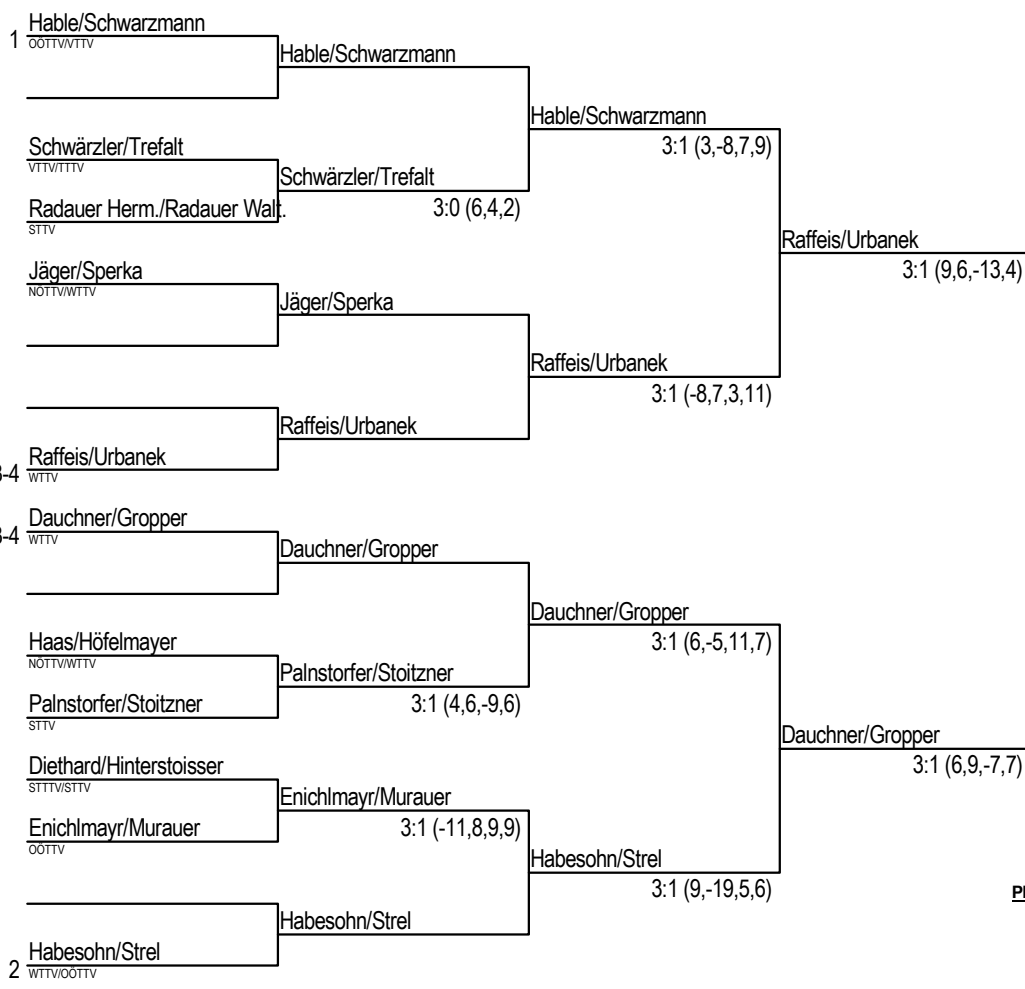 Hable/Schwarzmann
1
OÖTTV/VTTV
Hable/Schwarzmann
Hable/Schwarzmann
3:1 (3,-8,7,9)
Schwärzler/Trefalt
VTTV/TTTV
Schwärzler/Trefalt
3:0 (6,4,2)
Radauer Herm./Radauer Walt.
STTV
Raffeis/Urbanek
3:1 (9,6,-13,4)
Jäger/Sperka
NÖTTV/WTTV
Jäger/Sperka
Raffeis/Urbanek
3:1 (-8,7,3,11)
Raffeis/Urbanek
Raffeis/Urbanek
3-4
WTTV
Dauchner/Gropper
3-4
WTTV
Dauchner/Gropper
Dauchner/Gropper
3:1 (6,-5,11,7)
Haas/Höfelmayer
NÖTTV/WTTV
Palnstorfer/Stoitzner
3:1 (4,6,-9,6)
Palnstorfer/Stoitzner
STTV
Dauchner/Gropper
3:1 (6,9,-7,7)
Diethard/Hinterstoisser
STTTV/STTV
Enichlmayr/Murauer
3:1 (-11,8,9,9)
Enichlmayr/Murauer
OÖTTV
Habesohn/Strel
3:1 (9,-19,5,6)
Habesohn/Strel
Habesohn/Strel
2
WTTV/OÖTTV